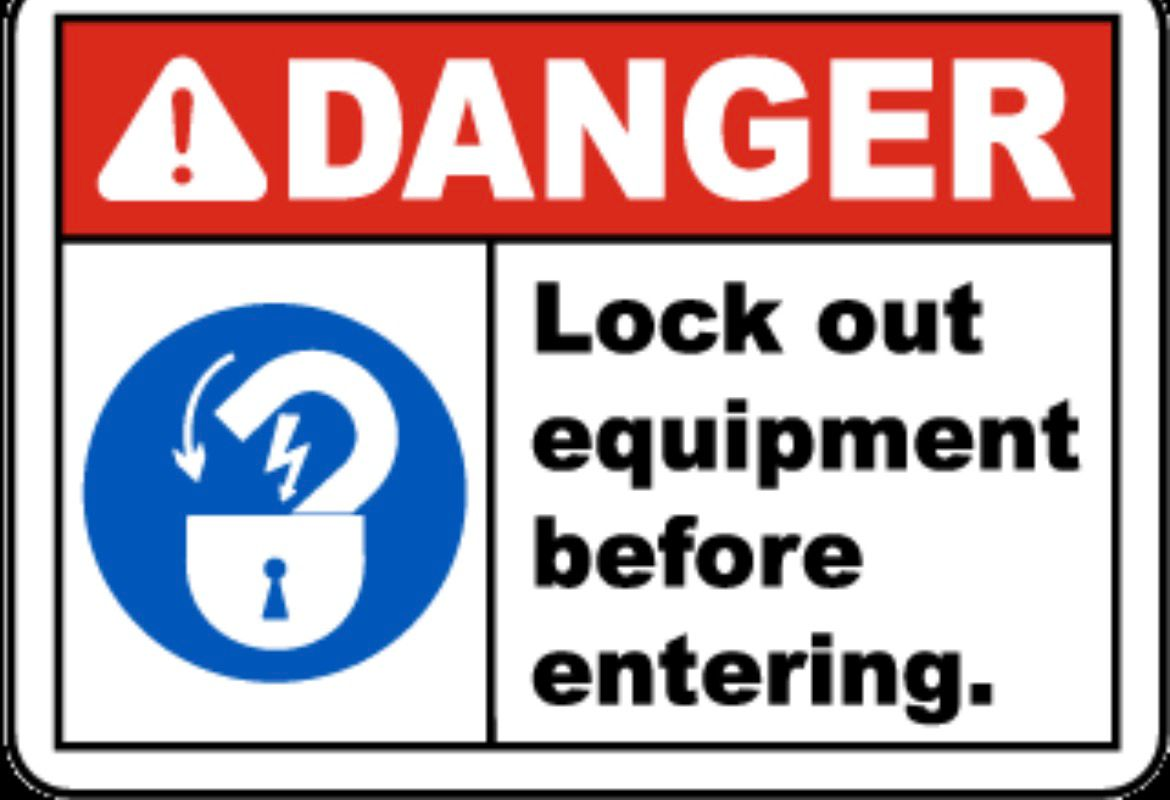 DANGER
Lock out
equipment
before
entering.